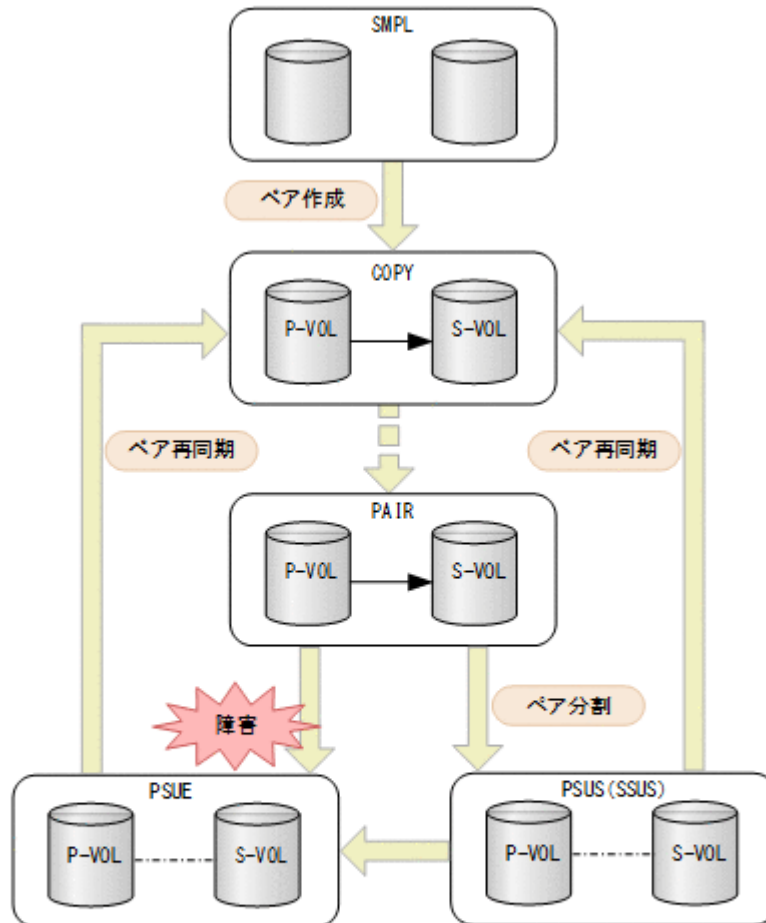 SMPL
ペア作成
COPY
P-VOL
S-VOL
ペア再同期
ペア再同期
PAIR
P-VOL
S-VOL
障害
ペア分割
PSUE
P-VOL
S-VOL
PSUS(SSUS)
P-VOL
S-VOL